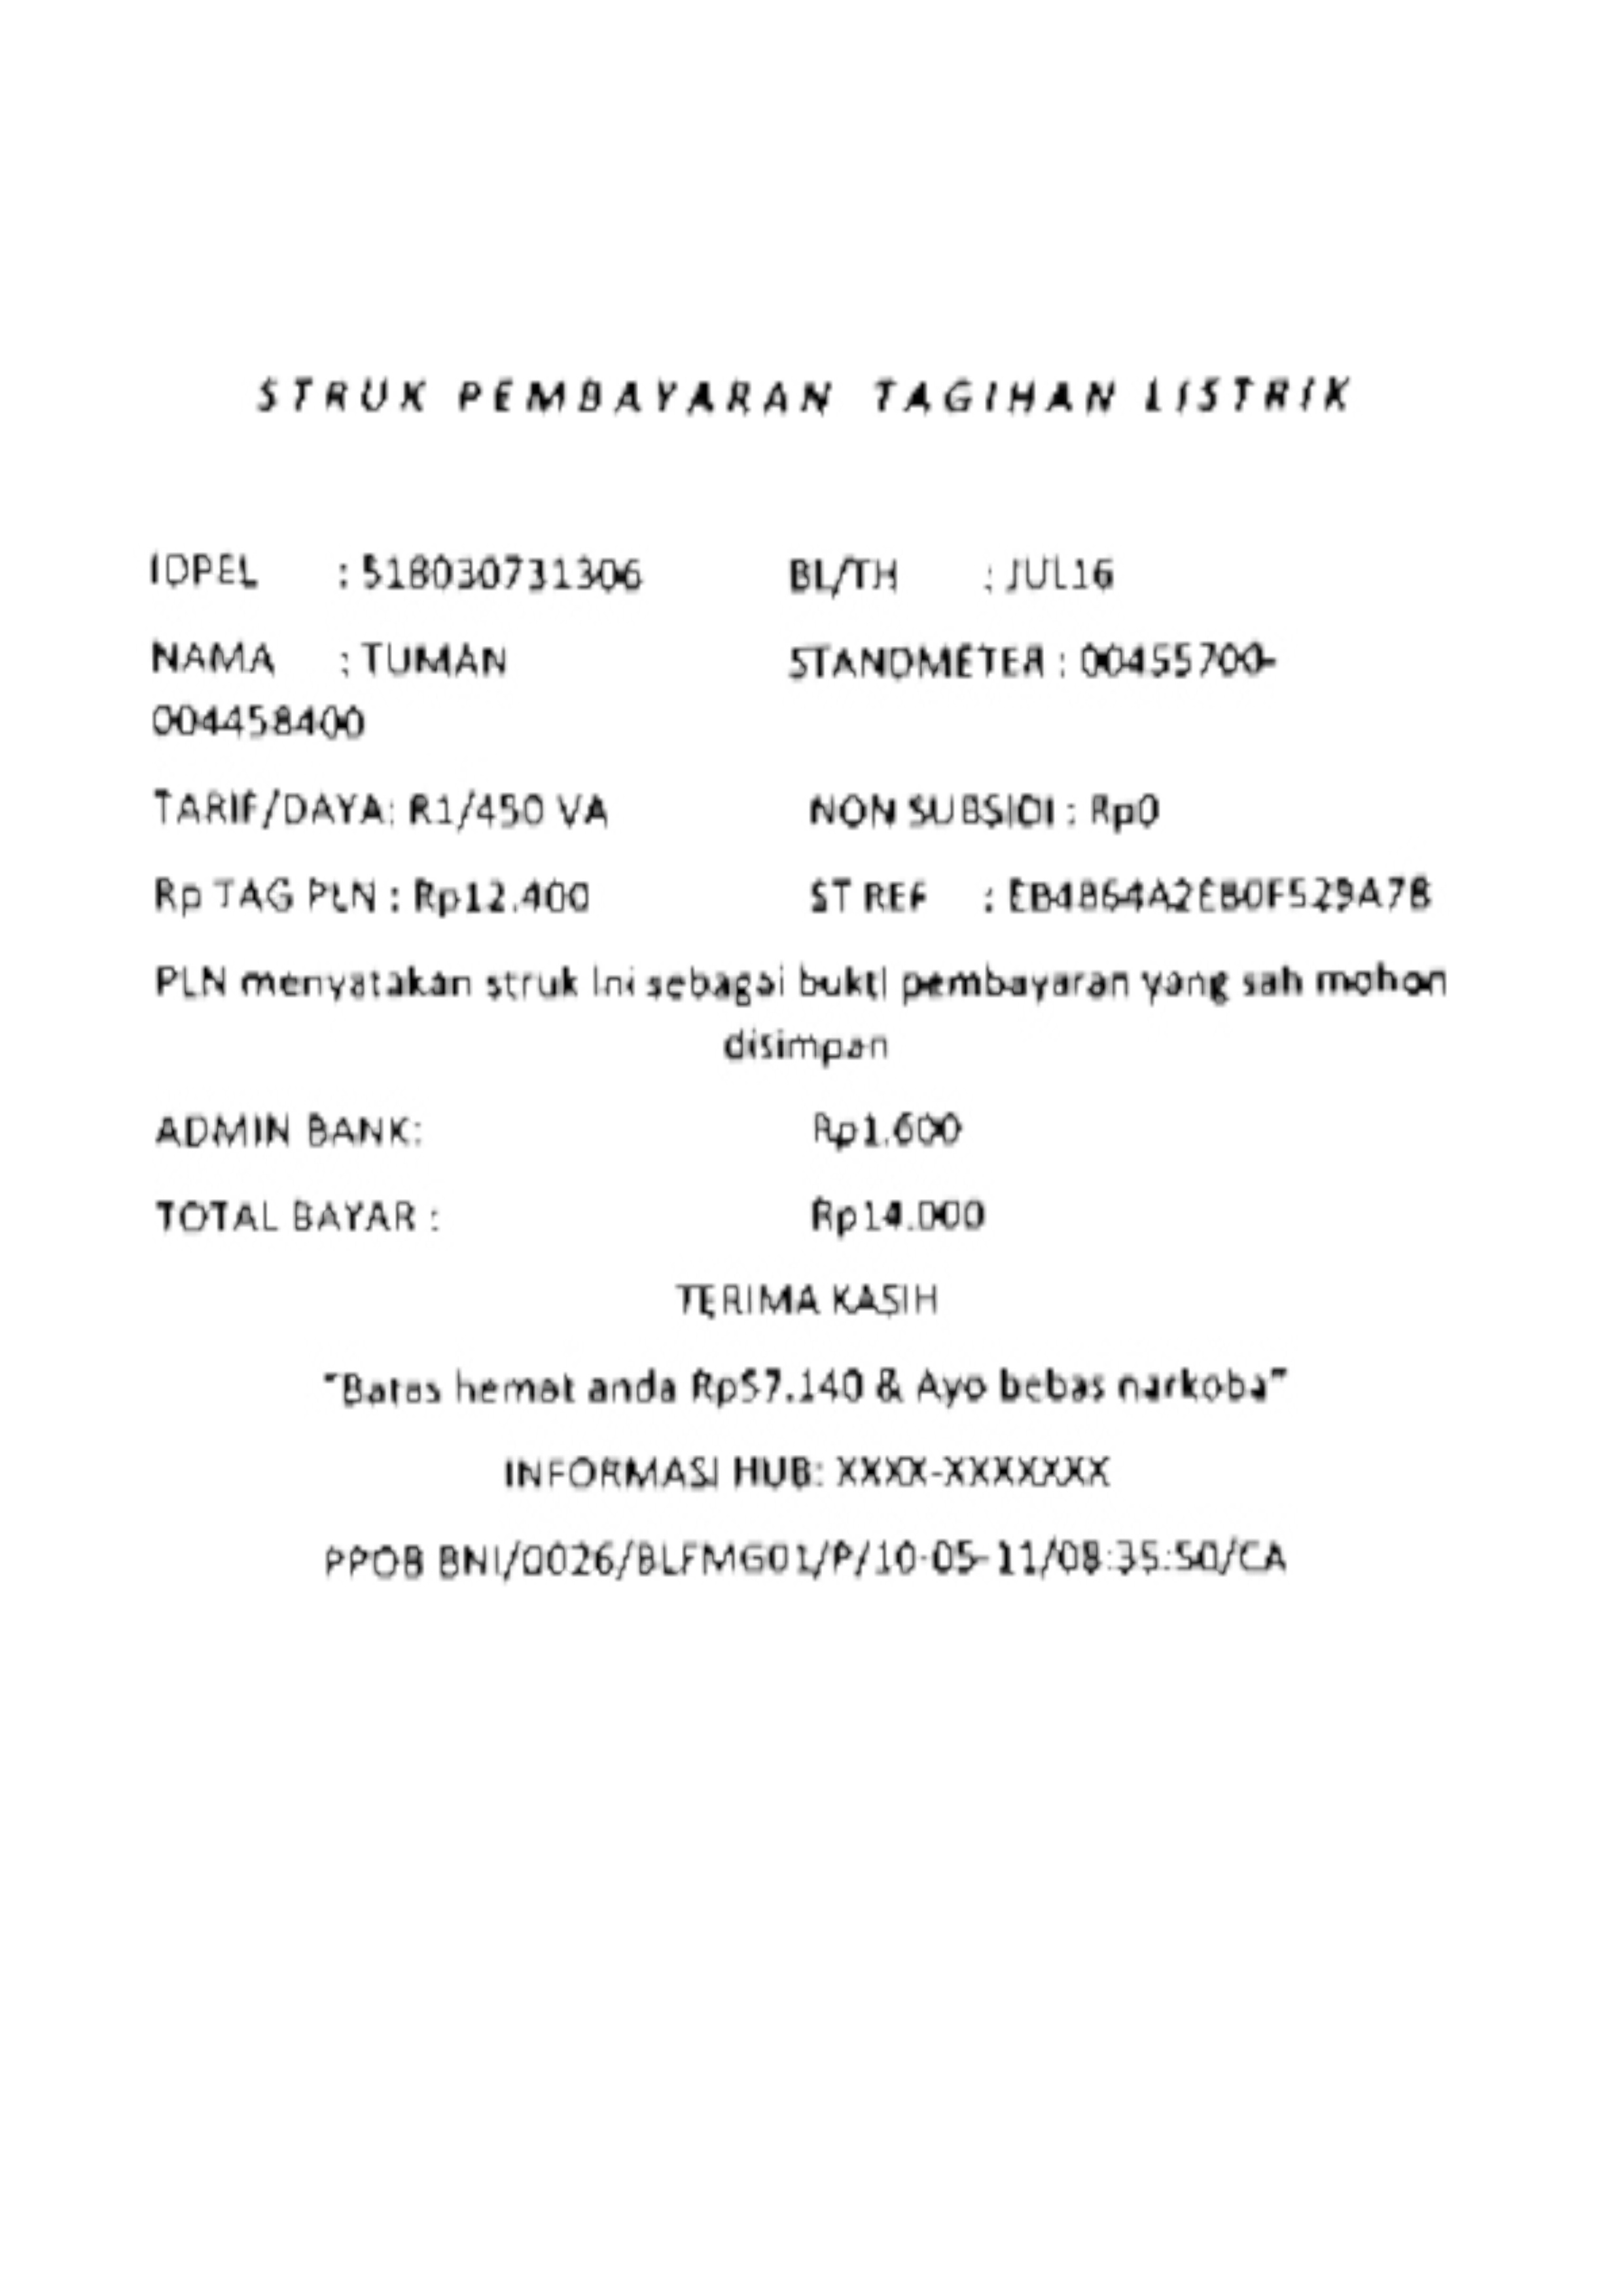 STRUK PEMBAYARAN TAGIHAN LISTRIK
IDPEL : 518030731306 BL/TH : JUL16
NAMA : TUMAN STANDMETER : 00455700-
004458400
TARIF/DAYA: R1/450 VA NON SUBSIDI : Rp0
Rp TAG PLN : Rp12.400 ST REF : EB4864A2EB0F529A78
PLN menyatakan struk Ini sebagai buktI pembayaran yang sah mohon
disimpan
ADMIN BANK: Rp1.600
TOTAL BAYAR : Rp14.000
TERIMA KASIH
"Batas hemat anda Rp57.140 & Ayo bebas narkoba"
INFORMASI HUB: XXXX-XXXXXXX
PPOB BNI/0026/BLFMG01/P/10-05-11/08:35:50/CA